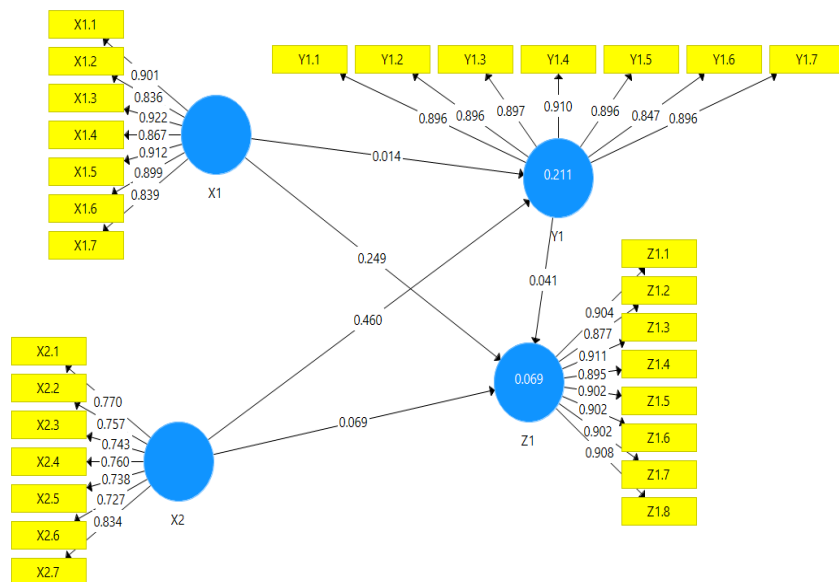 X1.1
X1.2
X1.3
X1.4
X1.5
X1.6
X1.7
0.901
0.836
0.922
0.867
0.912
0.899
0.839
X1
Y1.1 Y1.2 Y1.3 Y1.4 Y1.5 Y1.6 Y1.7
0.896 0.896 0.897 0.910 0.896 0.847 0.896
0.211
Y1
0.014
0.249
0.460
0.041
0.069
X2.1
X2.2
X2.3
X2.4
X2.5
X2.6
X2.7
0.770
0.757
0.743
0.760
0.738
0.727
0.834
X2
0.069
Z1
0.904
0.877
0.911
0.895
0.902
0.902
0.902
0.908
Z1.1
Z1.2
Z1.3
Z1.4
Z1.5
Z1.6
Z1.7
Z1.8